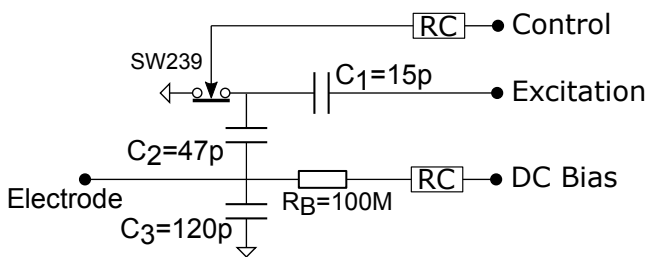 RC Control
SW239
C1=15p
Excitation
C2=47p
RC DC Bias
Electrode
RB=100M
C3=120p